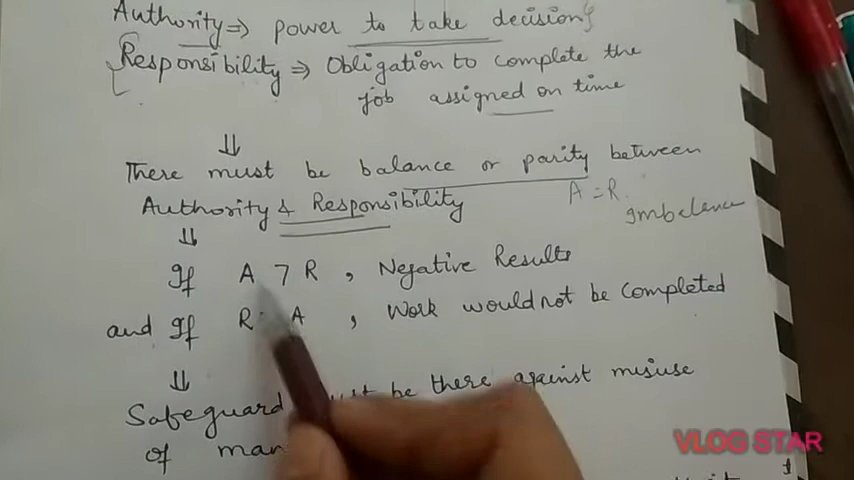 Authority ⇒ power to take decision}
Responsibility ⇒ Obligation to complete the
job assigned on time
⇓
There must be balance or parity between
Authority & Responsibility
A = R
Imbalance
⇓
If A > R , Negative Results
and If R A , Work would not be completed
⇓
Safeguard must be there against misuse
of
VLOG STAR